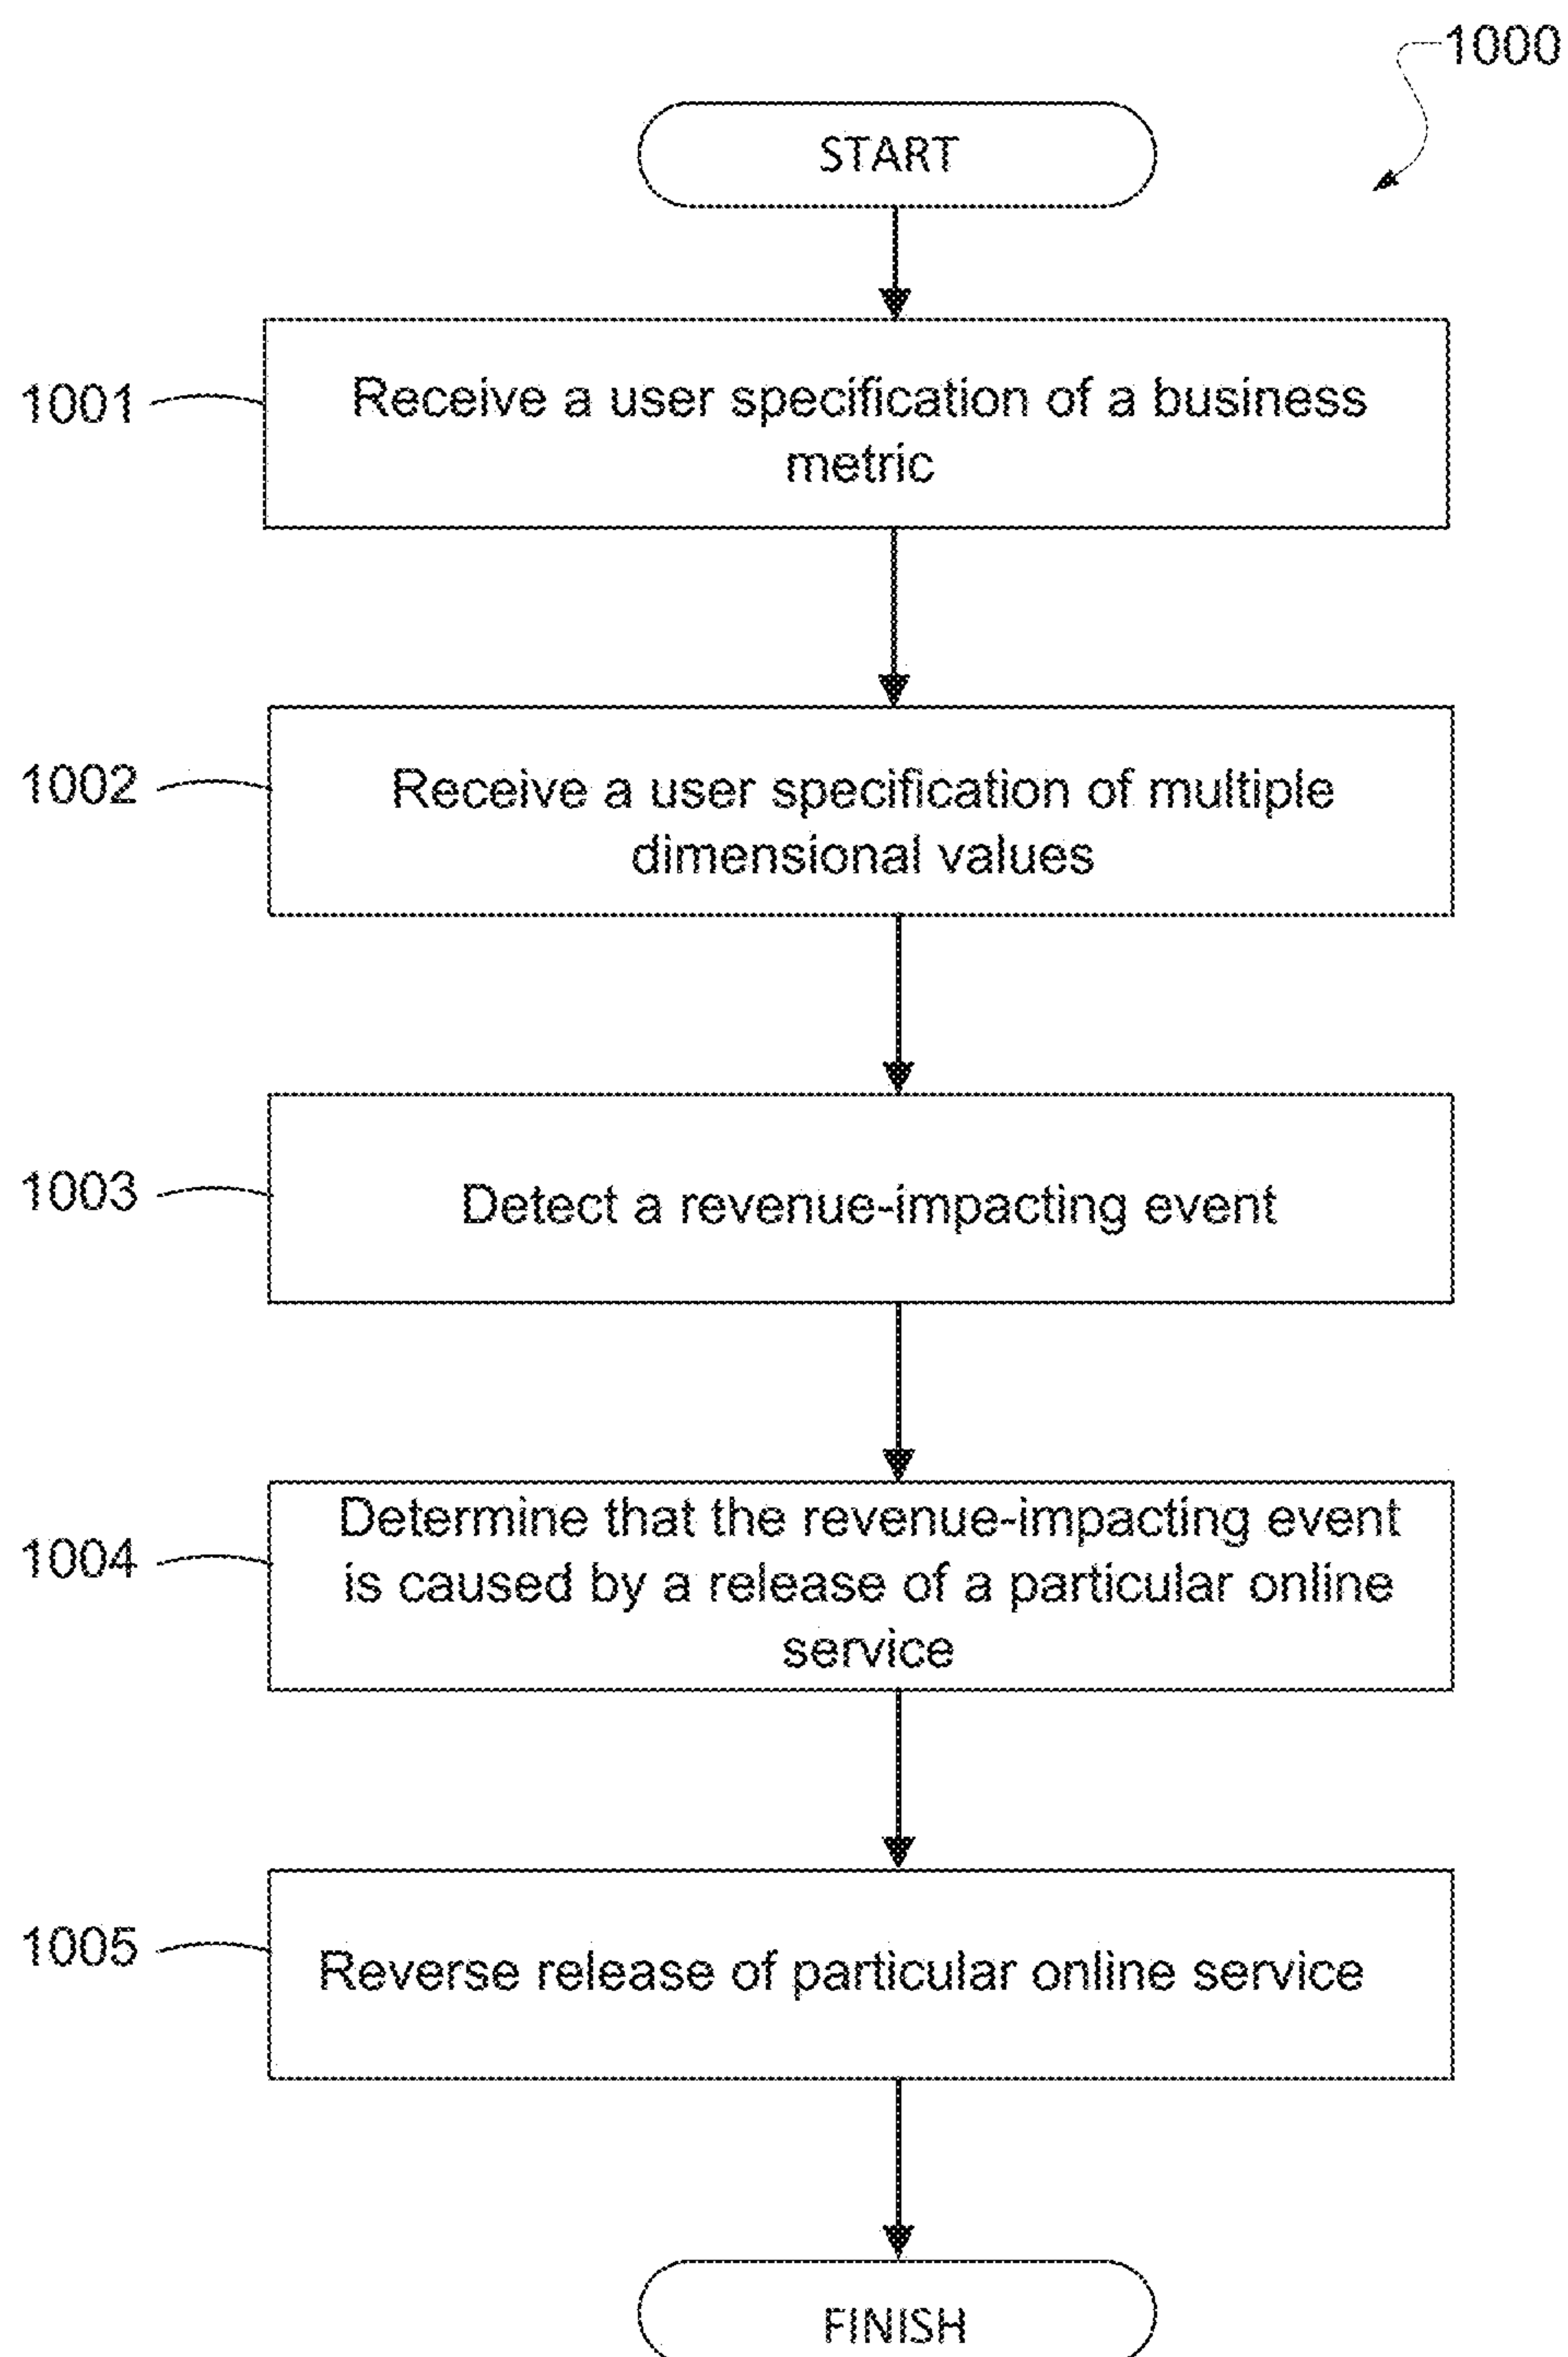 1000
START
1001
Receive a user specification of a business
metric
1002
Receive a user specification of multiple
dimensional values
1003
Detect a revenue-impacting event
1004
Determine that the revenue-impacting event
is caused by a release of a particular online
service
1005
Reverse release of particular online service
FINISH